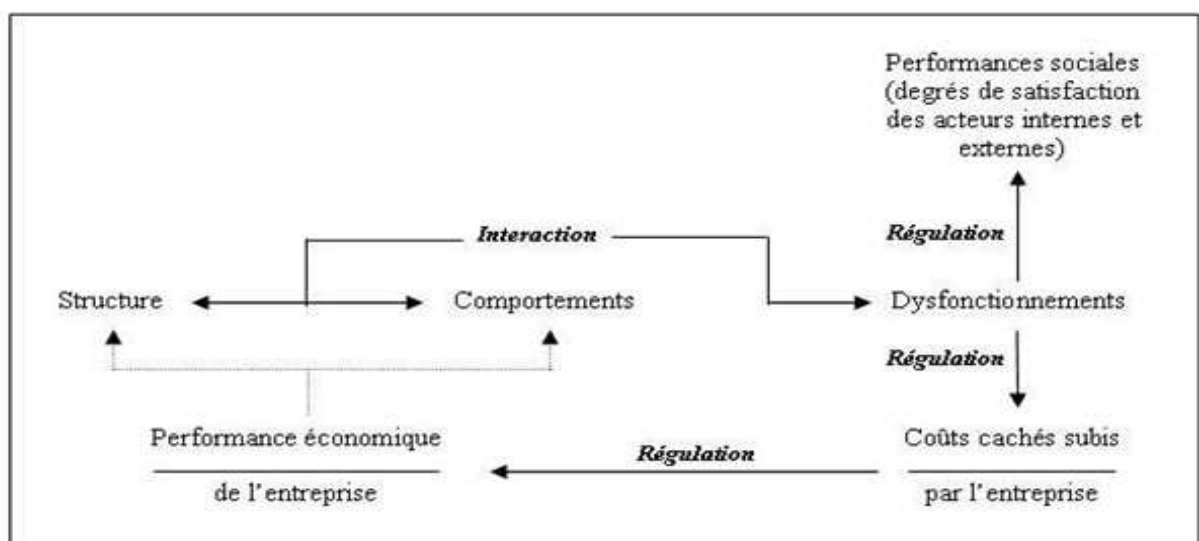 Performances sociales
(degrés de satisfaction
des acteurs internes et
externes)
Interaction
Régulation
Structure
Comportements
Dysfonctionnements
Régulation
Performance économique
de l'entreprise
Régulation
Coûts cachés subis
par l'entreprise